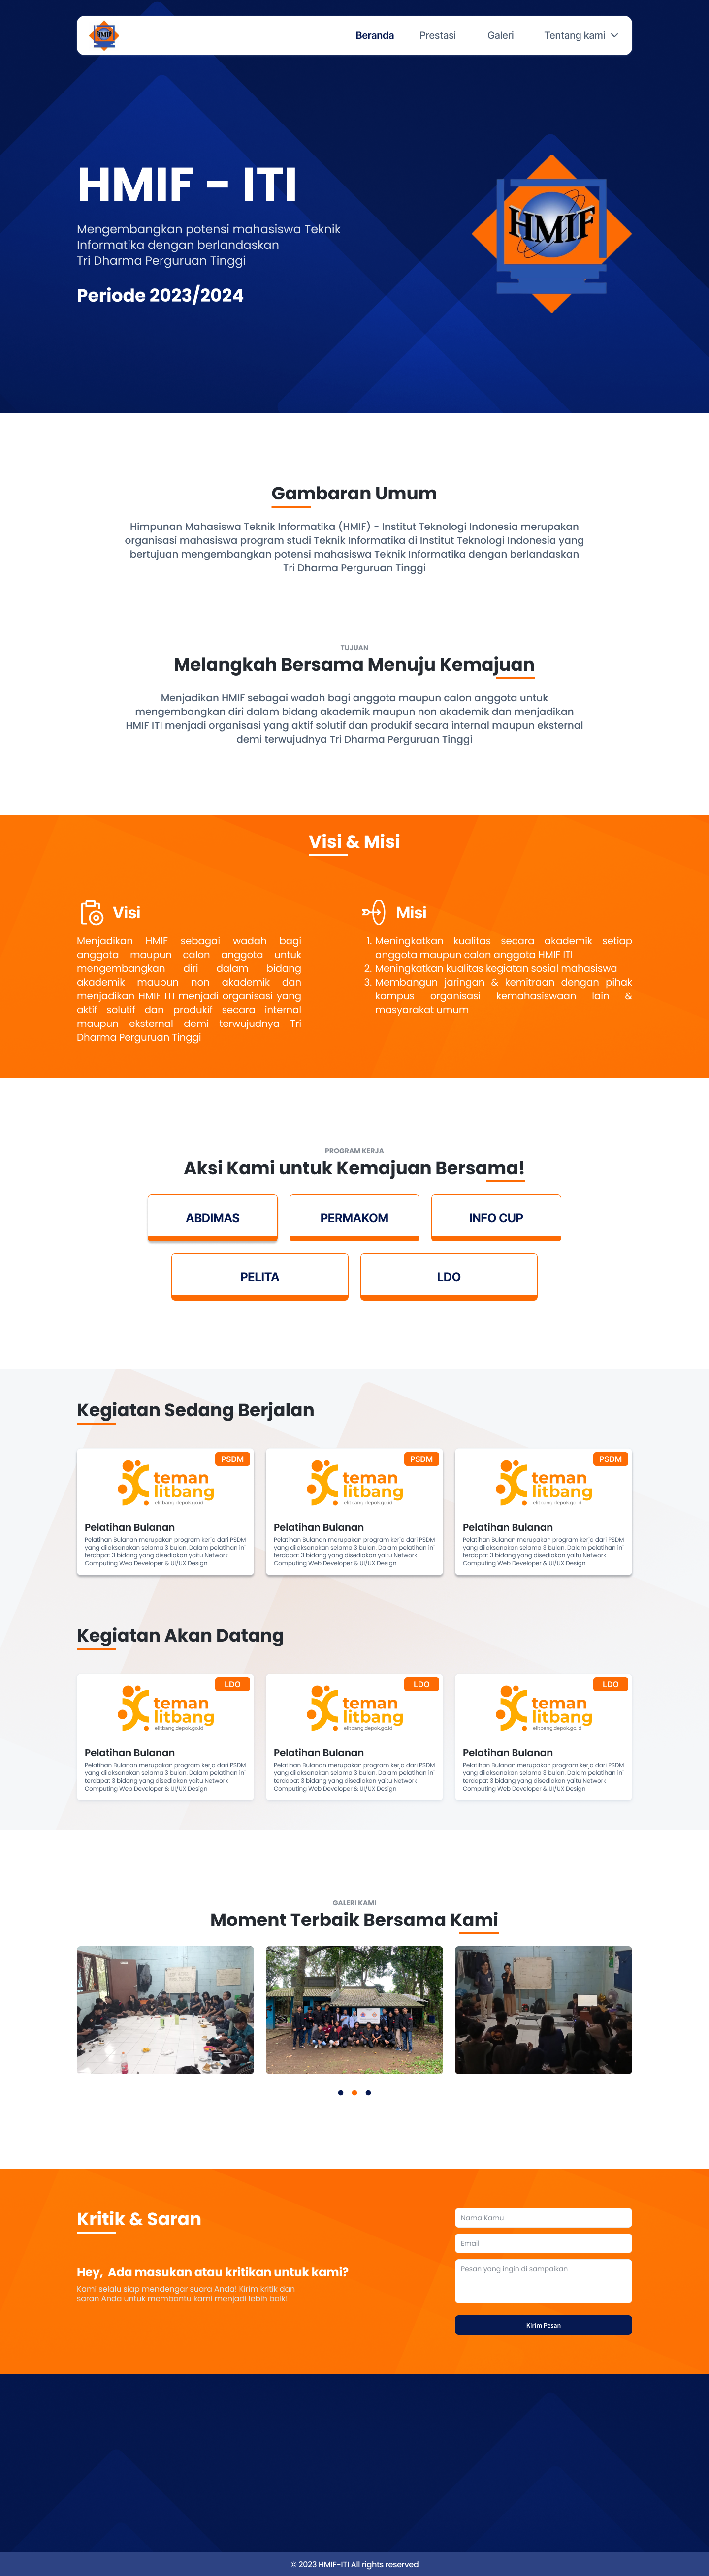 HMIF
Beranda
Prestasi
Galeri
Tentang kami
HMIF - ITI
Mengembangkan potensi mahasiswa Teknik
Informatika dengan berlandaskan
Tri Dharma Perguruan Tinggi
Periode 2023/2024
HMIF
Gambaran Umum
Himpunan Mahasiswa Teknik Informatika (HMIF) - Institut Teknologi Indonesia merupakan
organisasi mahasiswa program studi Teknik Informatika di Institut Teknologi Indonesia yang
bertujuan mengembangkan potensi mahasiswa Teknik Informatika dengan berlandaskan
Tri Dharma Perguruan Tinggi
TUJUAN
Melangkah Bersama Menuju Kemajuan
Menjadikan HMIF sebagai wadah bagi anggota maupun calon anggota untuk
mengembangkan diri dalam bidang akademik maupun non akademik dan menjadikan
HMIF ITI menjadi organisasi yang aktif solutif dan produkif secara internal maupun eksternal
demi terwujudnya Tri Dharma Perguruan Tinggi
Visi & Misi
Visi
Menjadikan HMIF sebagai wadah bagi
anggota maupun calon anggota untuk
mengembangkan diri dalam bidang
akademik maupun non akademik dan
menjadikan HMIF ITI menjadi organisasi yang
aktif solutif dan produkif secara internal
maupun eksternal demi terwujudnya Tri
Dharma Perguruan Tinggi
Misi
1. Meningkatkan kualitas secara akademik setiap
anggota maupun calon anggota HMIF ITI
2. Meningkatkan kualitas kegiatan sosial mahasiswa
3. Membangun jaringan & kemitraan dengan pihak
kampus organisasi kemahasiswaan lain &
masyarakat umum
PROGRAM KERJA
Aksi Kami untuk Kemajuan Bersama!
ABDIMAS
PERMAKOM
INFO CUP
PELITA
LDO
Kegiatan Sedang Berjalan
PSDM
teman
litbang
elitbang.depok.go.id
Pelatihan Bulanan
Pelatihan Bulanan merupakan program kerja dari PSDM
yang dilaksanakan selama 3 bulan. Dalam pelatihan ini
terdapat 3 bidang yang disediakan yaitu Network
Computing Web Developer & UI/UX Design
PSDM
teman
litbang
elitbang.depok.go.id
Pelatihan Bulanan
Pelatihan Bulanan merupakan program kerja dari PSDM
yang dilaksanakan selama 3 bulan. Dalam pelatihan ini
terdapat 3 bidang yang disediakan yaitu Network
Computing Web Developer & UI/UX Design
PSDM
teman
litbang
elitbang.depok.go.id
Pelatihan Bulanan
Pelatihan Bulanan merupakan program kerja dari PSDM
yang dilaksanakan selama 3 bulan. Dalam pelatihan ini
terdapat 3 bidang yang disediakan yaitu Network
Computing Web Developer & UI/UX Design
Kegiatan Akan Datang
LDO
teman
litbang
elitbang.depok.go.id
Pelatihan Bulanan
Pelatihan Bulanan merupakan program kerja dari PSDM
yang dilaksanakan selama 3 bulan. Dalam pelatihan ini
terdapat 3 bidang yang disediakan yaitu Network
Computing Web Developer & UI/UX Design
LDO
teman
litbang
elitbang.depok.go.id
Pelatihan Bulanan
Pelatihan Bulanan merupakan program kerja dari PSDM
yang dilaksanakan selama 3 bulan. Dalam pelatihan ini
terdapat 3 bidang yang disediakan yaitu Network
Computing Web Developer & UI/UX Design
LDO
teman
litbang
elitbang.depok.go.id
Pelatihan Bulanan
Pelatihan Bulanan merupakan program kerja dari PSDM
yang dilaksanakan selama 3 bulan. Dalam pelatihan ini
terdapat 3 bidang yang disediakan yaitu Network
Computing Web Developer & UI/UX Design
GALERI KAMI
Moment Terbaik Bersama Kami
Kritik & Saran
Hey, Ada masukan atau kritikan untuk kami?
Kami selalu siap mendengar suara Anda! Kirim kritik dan
saran Anda untuk membantu kami menjadi lebih baik!
Nama Kamu
Email
Pesan yang ingin di sampaikan
Kirim Pesan
© 2023 HMIF-ITI All rights reserved